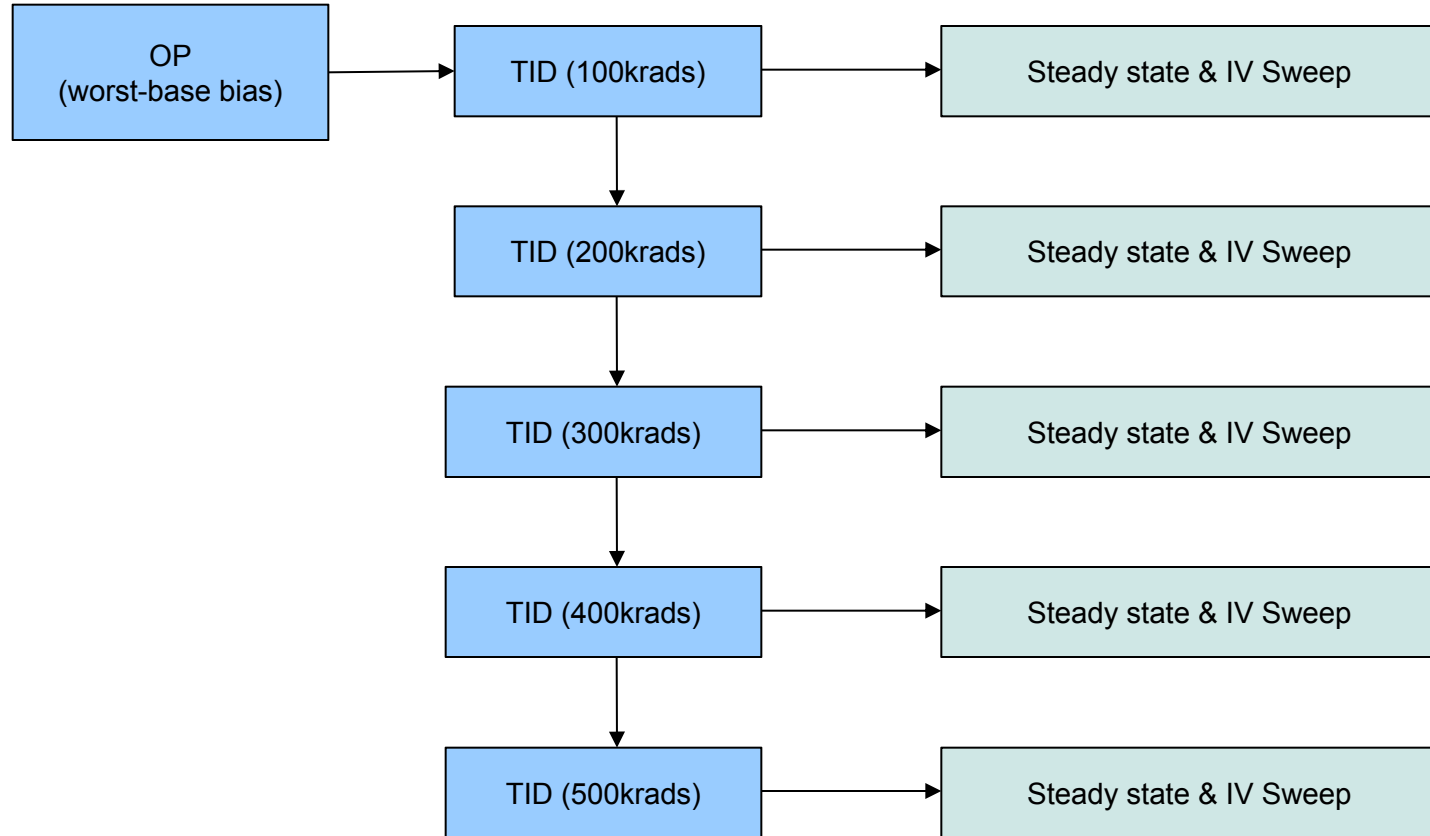 OP
(worst-base bias)
TID (100krads)
Steady state & IV Sweep
TID (200krads)
Steady state & IV Sweep
TID (300krads)
Steady state & IV Sweep
TID (400krads)
Steady state & IV Sweep
TID (500krads)
Steady state & IV Sweep